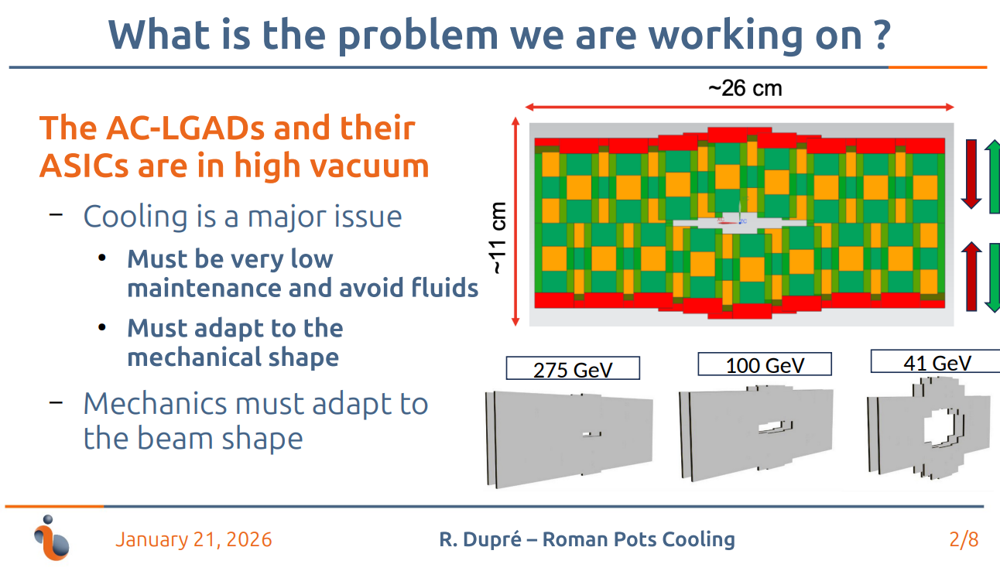 What is the problem we are working on ?
The AC-LGADs and their
ASICs are in high vacuum
– Cooling is a major issue
• Must be very low
maintenance and avoid fluids
• Must adapt to the
mechanical shape
– Mechanics must adapt to
the beam shape
~26 cm
~11 cm
275 GeV
100 GeV
41 GeV
January 21, 2026
R. Dupré – Roman Pots Cooling
2/8